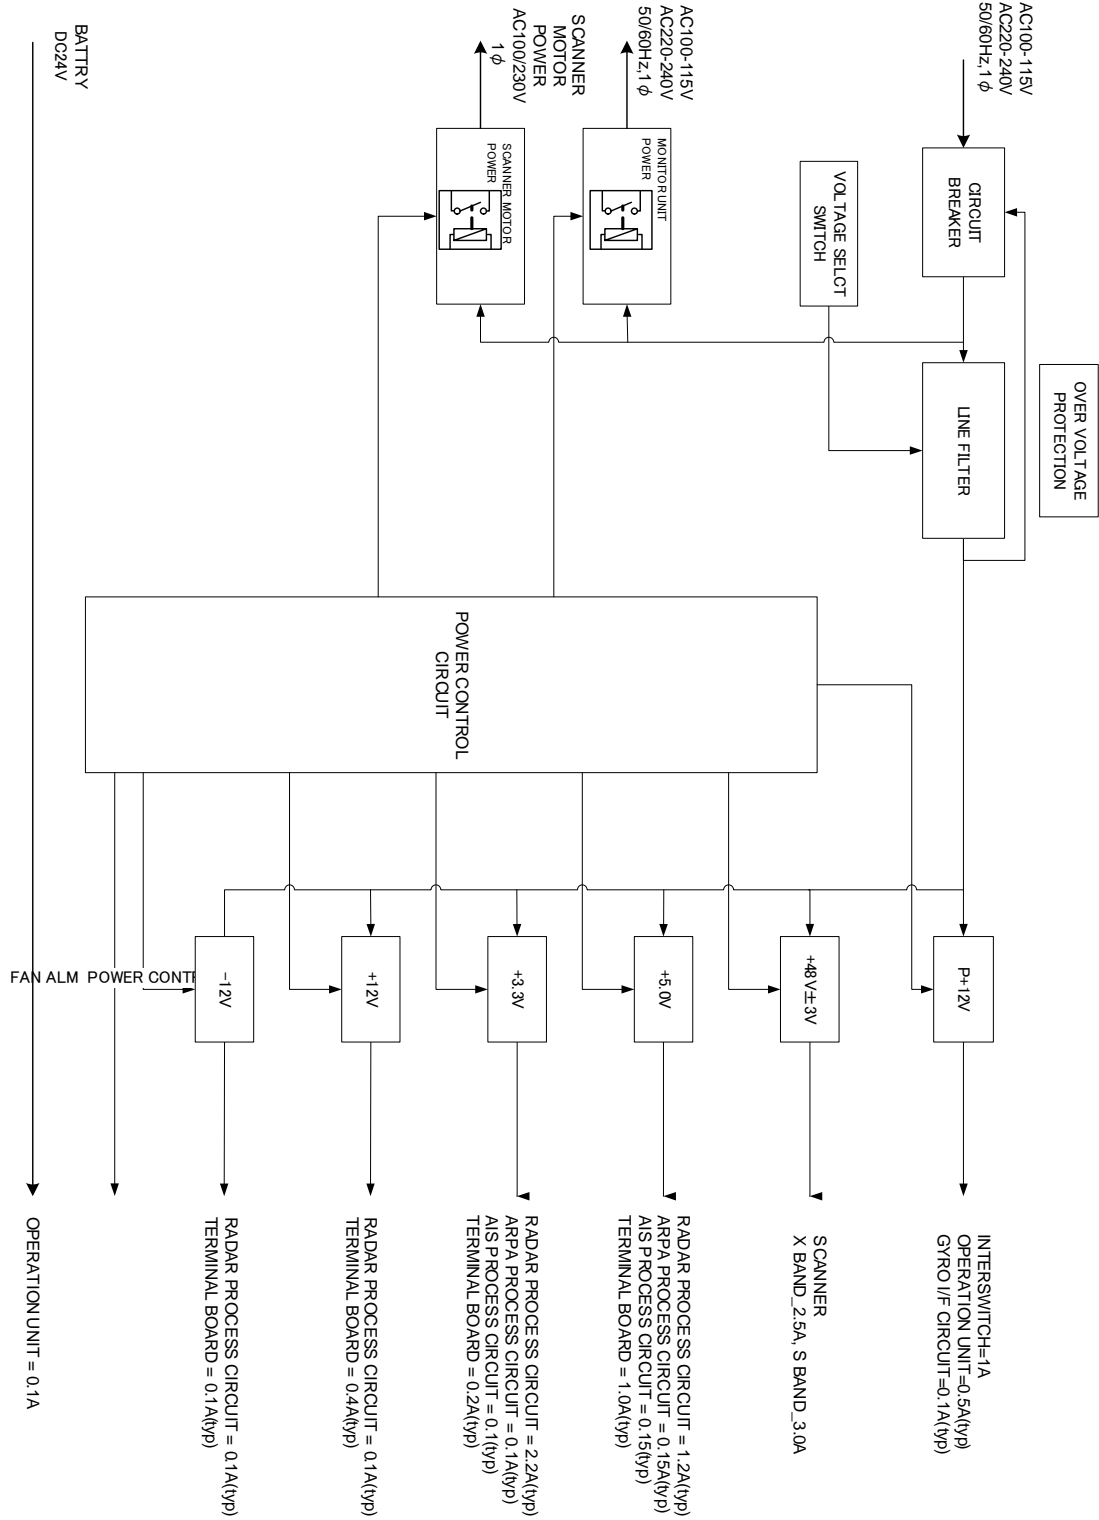 AC100-115V
AC220-240V
50/60Hz,1ϕ
CIRCUIT
BREAKER
OVER VOLTAGE
PROTECTION
LINE FILTER
VOLTAGE SELCT
SWITCH
AC100-115V
AC220-240V
50/60Hz,1ϕ
MONITOR UNIT
POWER
SCANNER
MOTOR
POWER
AC100/230V
1ϕ
SCANNER MOTOR
POWER
BATTRY
DC24V
POWER CONTROL
CIRCUIT
P+12V
INTERSWITCH=1A
OPERATION UNIT=0.5A(typ)
GYRO I/F CIRCUIT=0.1A(typ)
+48V±3V
SCANNER
X BAND_2.5A, S BAND_3.0A
+5.0V
RADAR PROCESS CIRCUIT = 1.2A(typ)
ARPA PROCESS CIRCUIT = 0.15A(typ)
AIS PROCESS CIRCUIT = 0.15(typ)
TERMINAL BOARD = 1.0A(typ)
+3.3V
RADAR PROCESS CIRCUIT = 2.2A(typ)
ARPA PROCESS CIRCUIT = 0.1A(typ)
AIS PROCESS CIRCUIT = 0.1(typ)
TERMINAL BOARD = 0.2A(typ)
+12V
RADAR PROCESS CIRCUIT = 0.1A(typ)
TERMINAL BOARD = 0.4A(typ)
-12V
RADAR PROCESS CIRCUIT = 0.1A(typ)
TERMINAL BOARD = 0.1A(typ)
FAN ALM POWER CONT
OPERATION UNIT = 0.1A